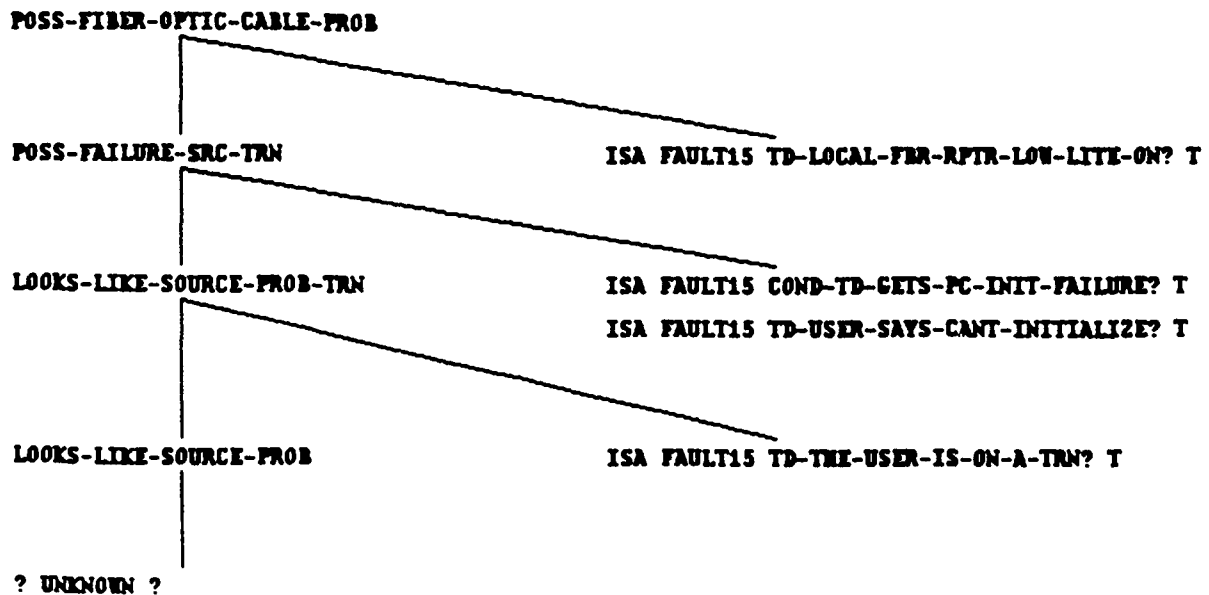 POSS-FIBER-OPTIC-CABLE-PROB
POSS-FAILURE-SRC-TRN ISA FAULT15 TD-LOCAL-FBR-RPTR-LOW-LITE-ON? T
LOOKS-LIKE-SOURCE-PROB-TRN ISA FAULT15 COND-TD-GETS-PC-INIT-FAILURE? T
ISA FAULT15 TD-USER-SAYS-CANT-INITIALIZE? T
LOOKS-LIKE-SOURCE-PROB ISA FAULT15 TD-THE-USER-IS-ON-A-TRN? T
? UNKNOWN ?